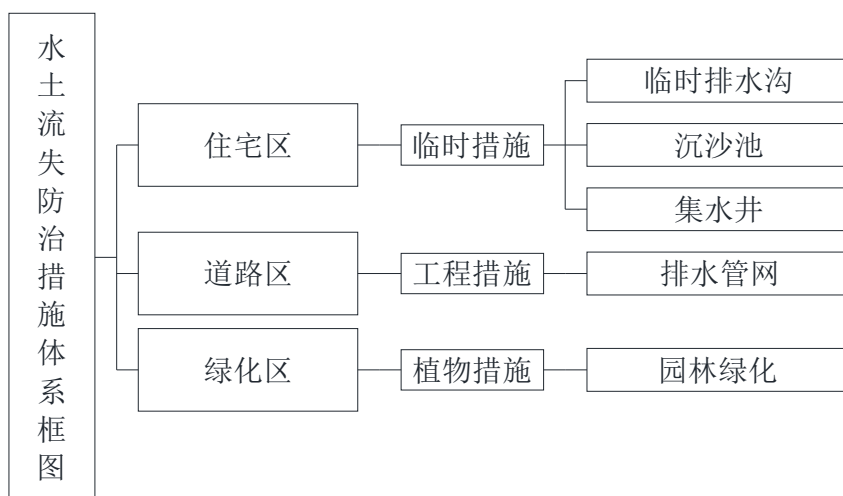 水土流失防治措施体系框图
住宅区
临时措施
临时排水沟
沉沙池
集水井
道路区
工程措施
排水管网
绿化区
植物措施
园林绿化